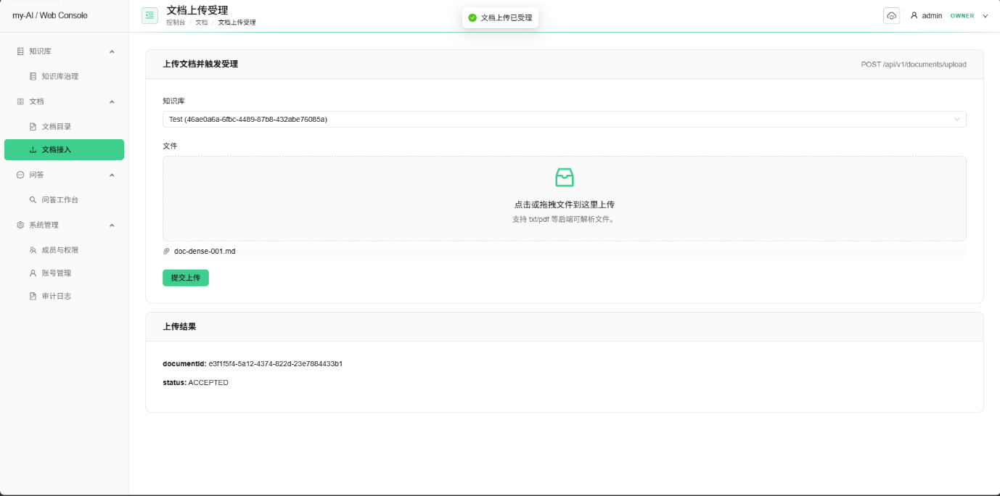 my-AI / Web Console
文档上传受理
控制台 / 文档 / 文档上传受理
文档上传已受理
admin OWNER
知识库
知识库治理
文档
文档目录
文档接入
问答
问答工作台
系统管理
成员与权限
账号管理
审计日志
上传文档并触发受理
POST /api/v1/documents/upload
知识库
Test (46ae0a6a-6fbc-4489-87b8-432abe76085a)
文件
点击或拖拽文件到这里上传
支持 txt/pdf 等后端可解析文件。
doc-dense-001.md
提交上传
上传结果
documentId: e3f1f5f4-5a12-4374-822d-23e7884433b1
status: ACCEPTED